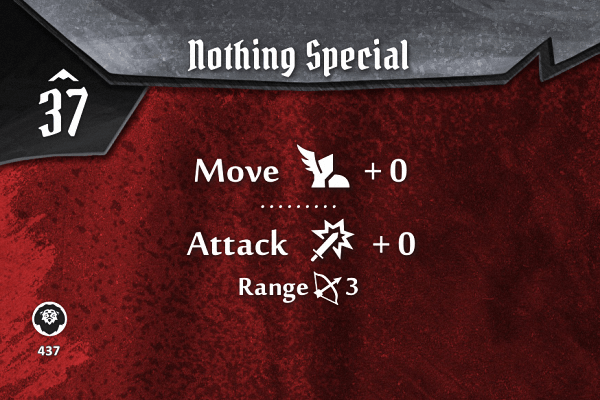 Nothing Special
37
Move + 0
Attack + 0
Range 3
437